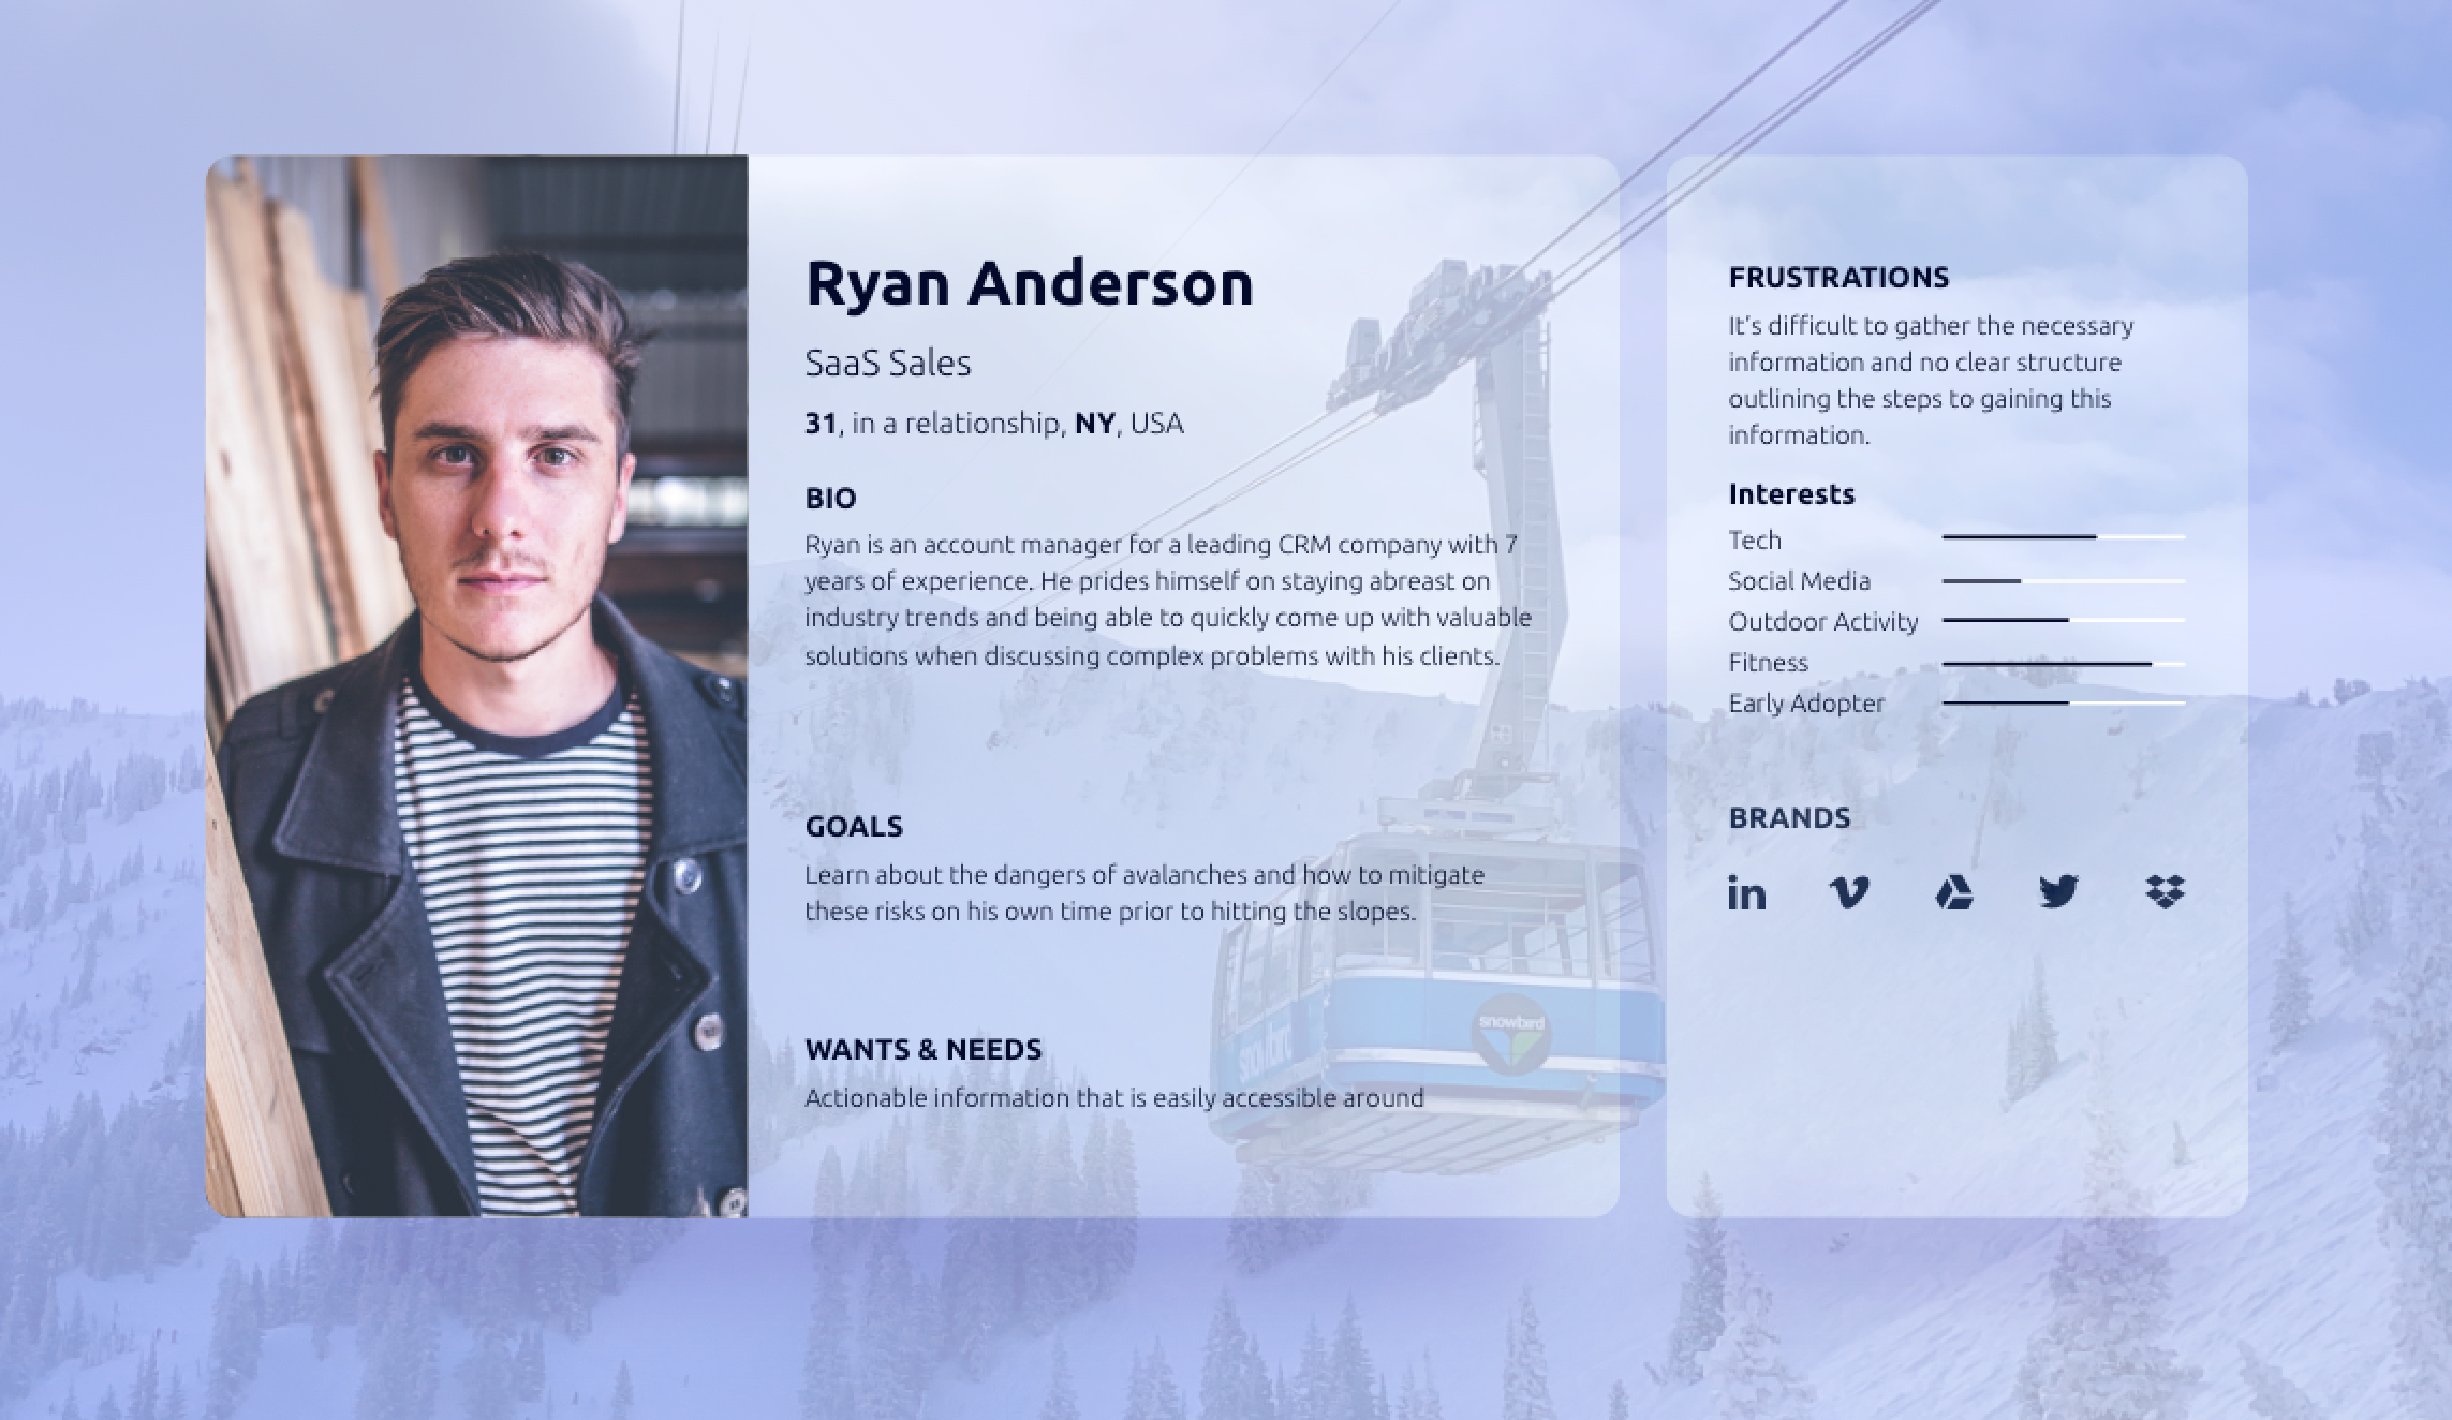 Ryan Anderson
SaaS Sales
31, in a relationship, NY, USA
BIO
Ryan is an account manager for a leading CRM company with 7
years of experience. He prides himself on staying abreast on
industry trends and being able to quickly come up with valuable
solutions when discussing complex problems with his clients.
GOALS
Learn about the dangers of avalanches and how to mitigate
these risks on his own time prior to hitting the slopes.
WANTS & NEEDS
Actionable information that is easily accessible around
snowbird
snowbird
FRUSTRATIONS
It's difficult to gather the necessary
information and no clear structure
outlining the steps to gaining this
information.
Interests
Tech
Social Media
Outdoor Activity
Fitness
Early Adopter
BRANDS
in